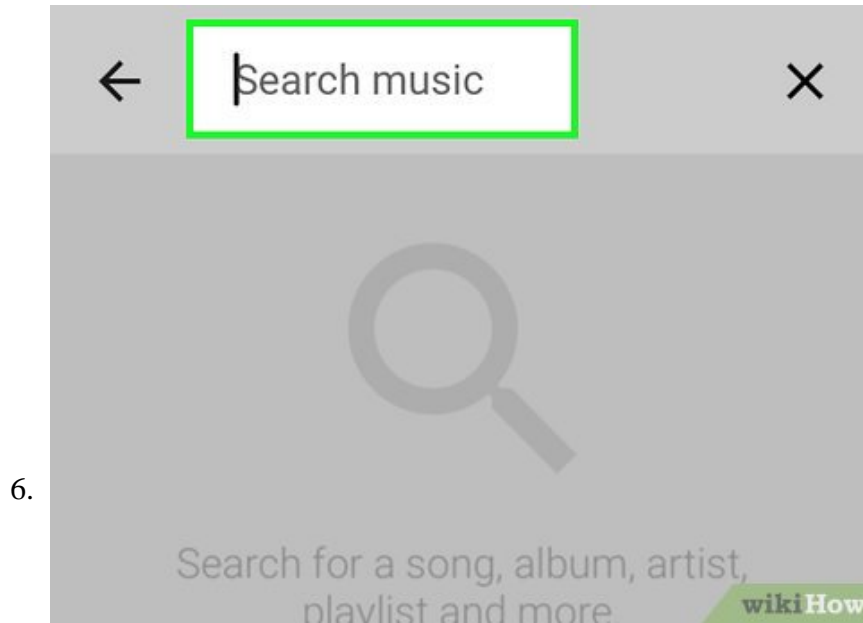 Search music
6.
Search for a song, album, artist,
playlist and more.
wikiHow